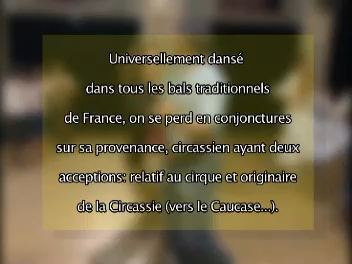 Universellement dansé
dans tous les bals traditionnels
de France, on se perd en conjonctures
sur sa provenance, circassien ayant deux
acceptions: relatif au cirque et originaire
de la Circassie (vers le Caucase...).